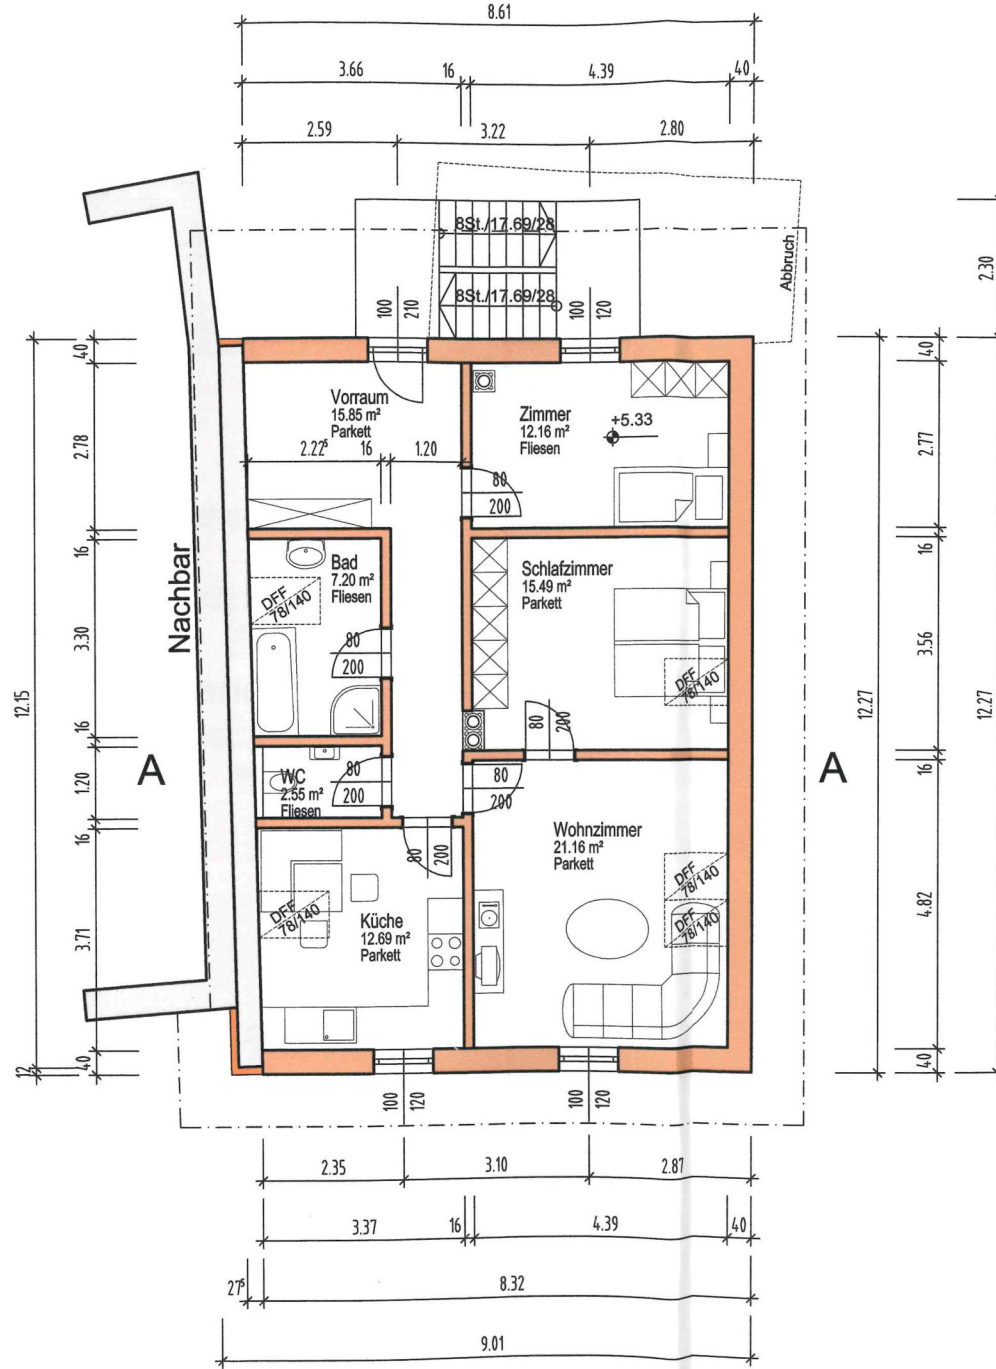 8.61
3.66 16 4.39 40
2.59 3.22 2.80
8St./17.69/28
8St./17.69/28
Abbruch
2.30
100
210
100
120
40
2.78
16
3.30
16
1.20
16
3.71
40
12.15
12
Nachbar
A
Vorraum
15.85 m²
Parkett
2.22⁵ 16 1.20
Zimmer
12.16 m²
Fliesen
+5.33
80
200
Bad
7.20 m²
Fliesen
DFF
78/140
80
200
Schlafzimmer
15.49 m²
Parkett
DFF
78/140
80
200
WC
2.55 m²
Fliesen
80
200
80
200
80
200
Wohnzimmer
21.16 m²
Parkett
DFF
78/140
DFF
78/140
Küche
12.69 m²
Parkett
DFF
78/140
A
12.27
40
2.77
16
3.56
16
4.82
40
12.27
100
120
100
120
2.35 3.10 2.87
3.37 16 4.39 40
27⁵ 8.32
9.01